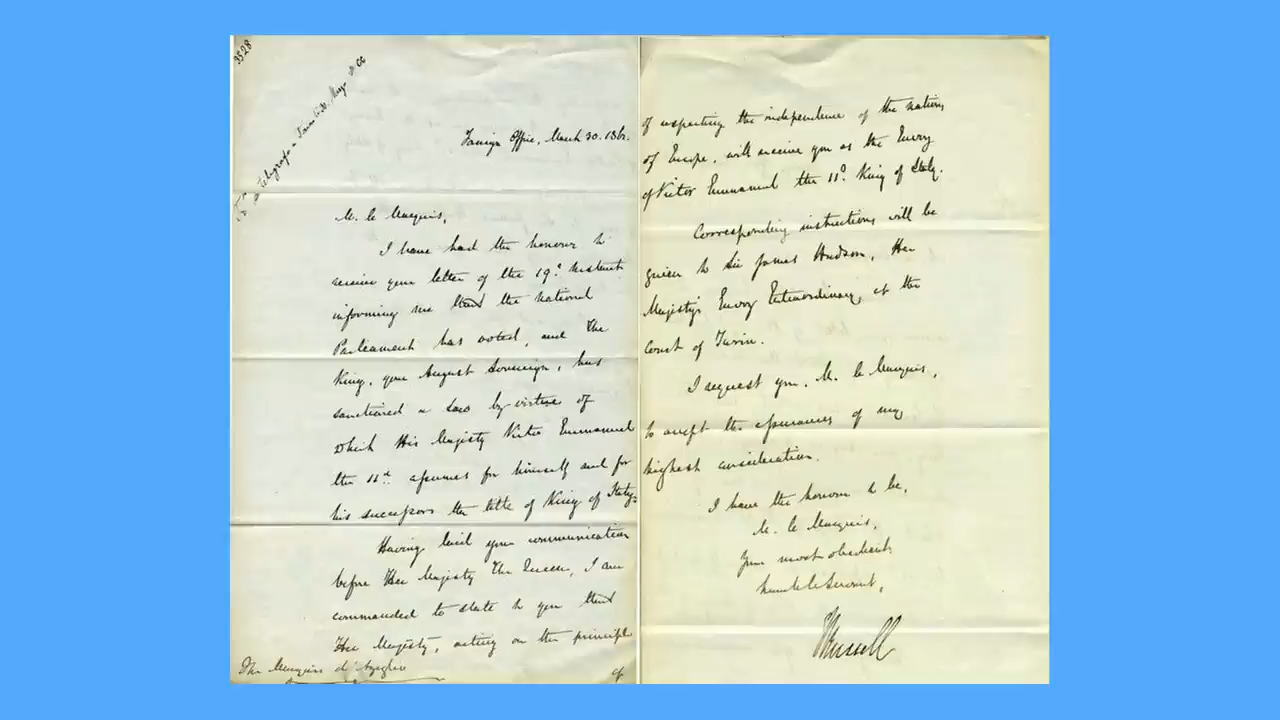 3528
Telegrafo a Torino
Foreign Office, March 30. 1861.
M. le Marquis,
I have had the honour to
receive your letter of the 19th. instant
informing me that the national
Parliament has voted, and the
King, your August Sovereign, has
sanctioned a Law by virtue of
which His Majesty Victor Emmanuel
the IId. assumes for himself and for
his successors the title of King of Italy.
Having laid your communication
before Her Majesty The Queen, I am
commanded to state to you that
Her Majesty, acting on the principle
The Marquis d'Azeglio
of
of respecting the independence of the nations
of Europe, will receive you as the Envoy
of Victor Emmanuel the IId. King of Italy.
Corresponding instructions will be
given to Sir James Hudson, Her
Majesty's Envoy Extraordinary at the
Court of Turin.
I request you, M. le Marquis,
to accept the assurances of my
highest consideration.
I have the honour to be,
M. le Marquis,
Your most obedient
humble Servant,
J Russell